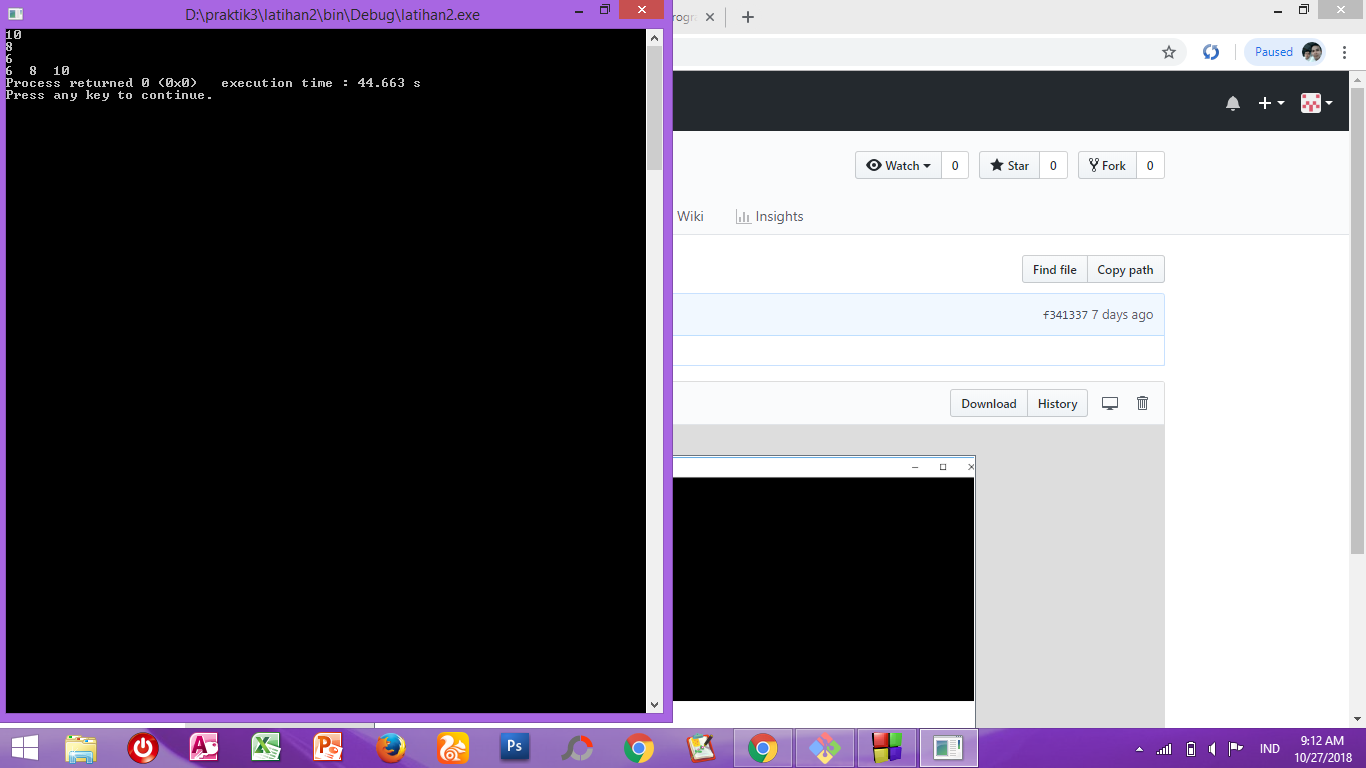 D:\praktik3\latihan2\bin\Debug\latihan2.exe
10
8
6
6  8  10
Process returned 0 (0x0)   execution time : 44.663 s
Press any key to continue.
Paused
Watch 0 Star 0 Fork 0
Wiki Insights
Find file Copy path
f341337 7 days ago
Download History
Ps
IND
9:12 AM
10/27/2018